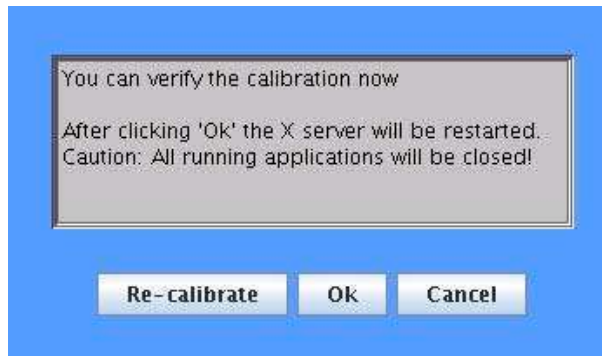 You can verify the calibration now
After clicking 'Ok' the X server will be restarted.
Caution: All running applications will be closed!
Re-calibrate Ok Cancel